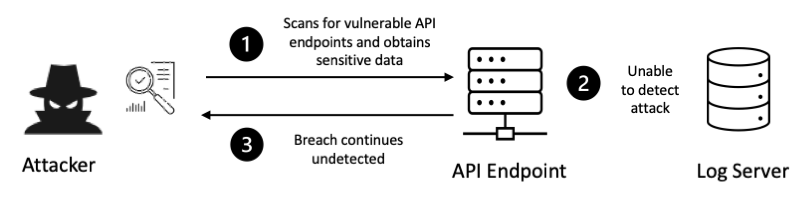 1
Scans for vulnerable API
endpoints and obtains
sensitive data
2
Unable
to detect
attack
3
Breach continues
undetected
Attacker
API Endpoint
Log Server